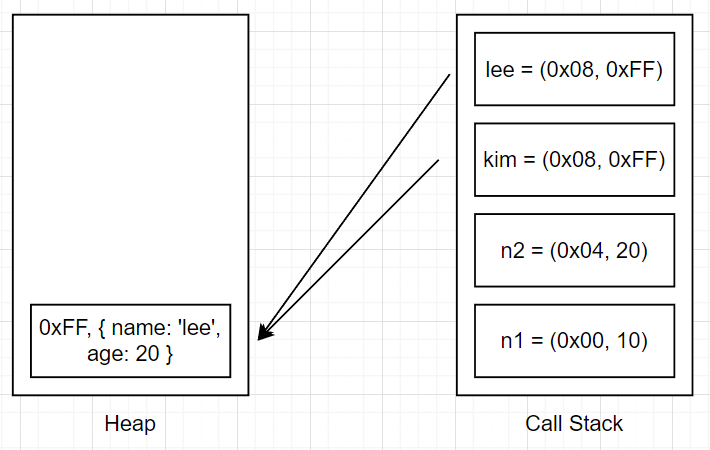 lee = (0x08, 0xFF)
kim = (0x08, 0xFF)
n2 = (0x04, 20)
n1 = (0x00, 10)
0xFF, { name: 'lee',
age: 20 }
Heap
Call Stack